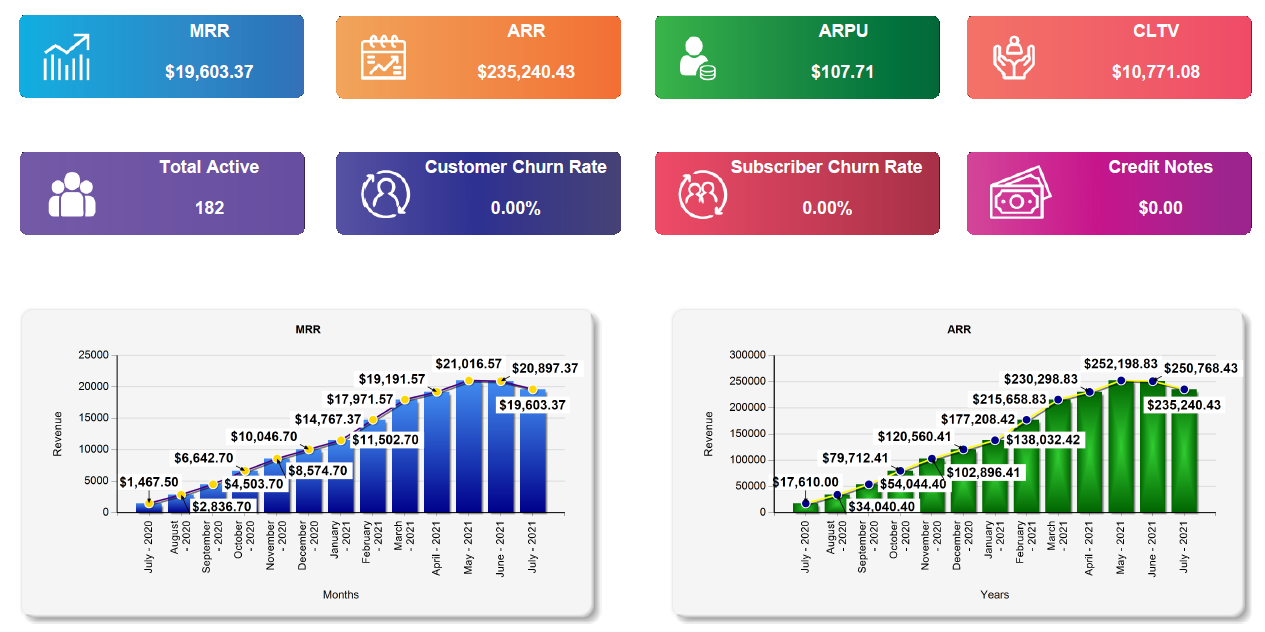 MRR
$19,603.37
ARR
$235,240.43
ARPU
$107.71
CLTV
$10,771.08
Total Active
182
Customer Churn Rate
0.00%
Subscriber Churn Rate
0.00%
Credit Notes
$0.00
MRR
Revenue
25000
20000
15000
10000
5000
0
$1,467.50
$2,836.70
$4,503.70
$6,642.70
$8,574.70
$10,046.70
$11,502.70
$14,767.37
$17,971.57
$19,191.57
$21,016.57
$20,897.37
$19,603.37
July - 2020
August
- 2020
September
- 2020
October
- 2020
November
- 2020
December
- 2020
January
- 2021
February
- 2021
March
- 2021
April - 2021
May - 2021
June - 2021
July - 2021
Months
ARR
Revenue
300000
250000
200000
150000
100000
50000
0
$17,610.00
$34,040.40
$54,044.40
$79,712.41
$102,896.41
$120,560.41
$138,032.42
$177,208.42
$215,658.83
$230,298.83
$252,198.83
$250,768.43
$235,240.43
July - 2020
August
- 2020
September
- 2020
October
- 2020
November
- 2020
December
- 2020
January
- 2021
February
- 2021
March
- 2021
April - 2021
May - 2021
June - 2021
July - 2021
Years